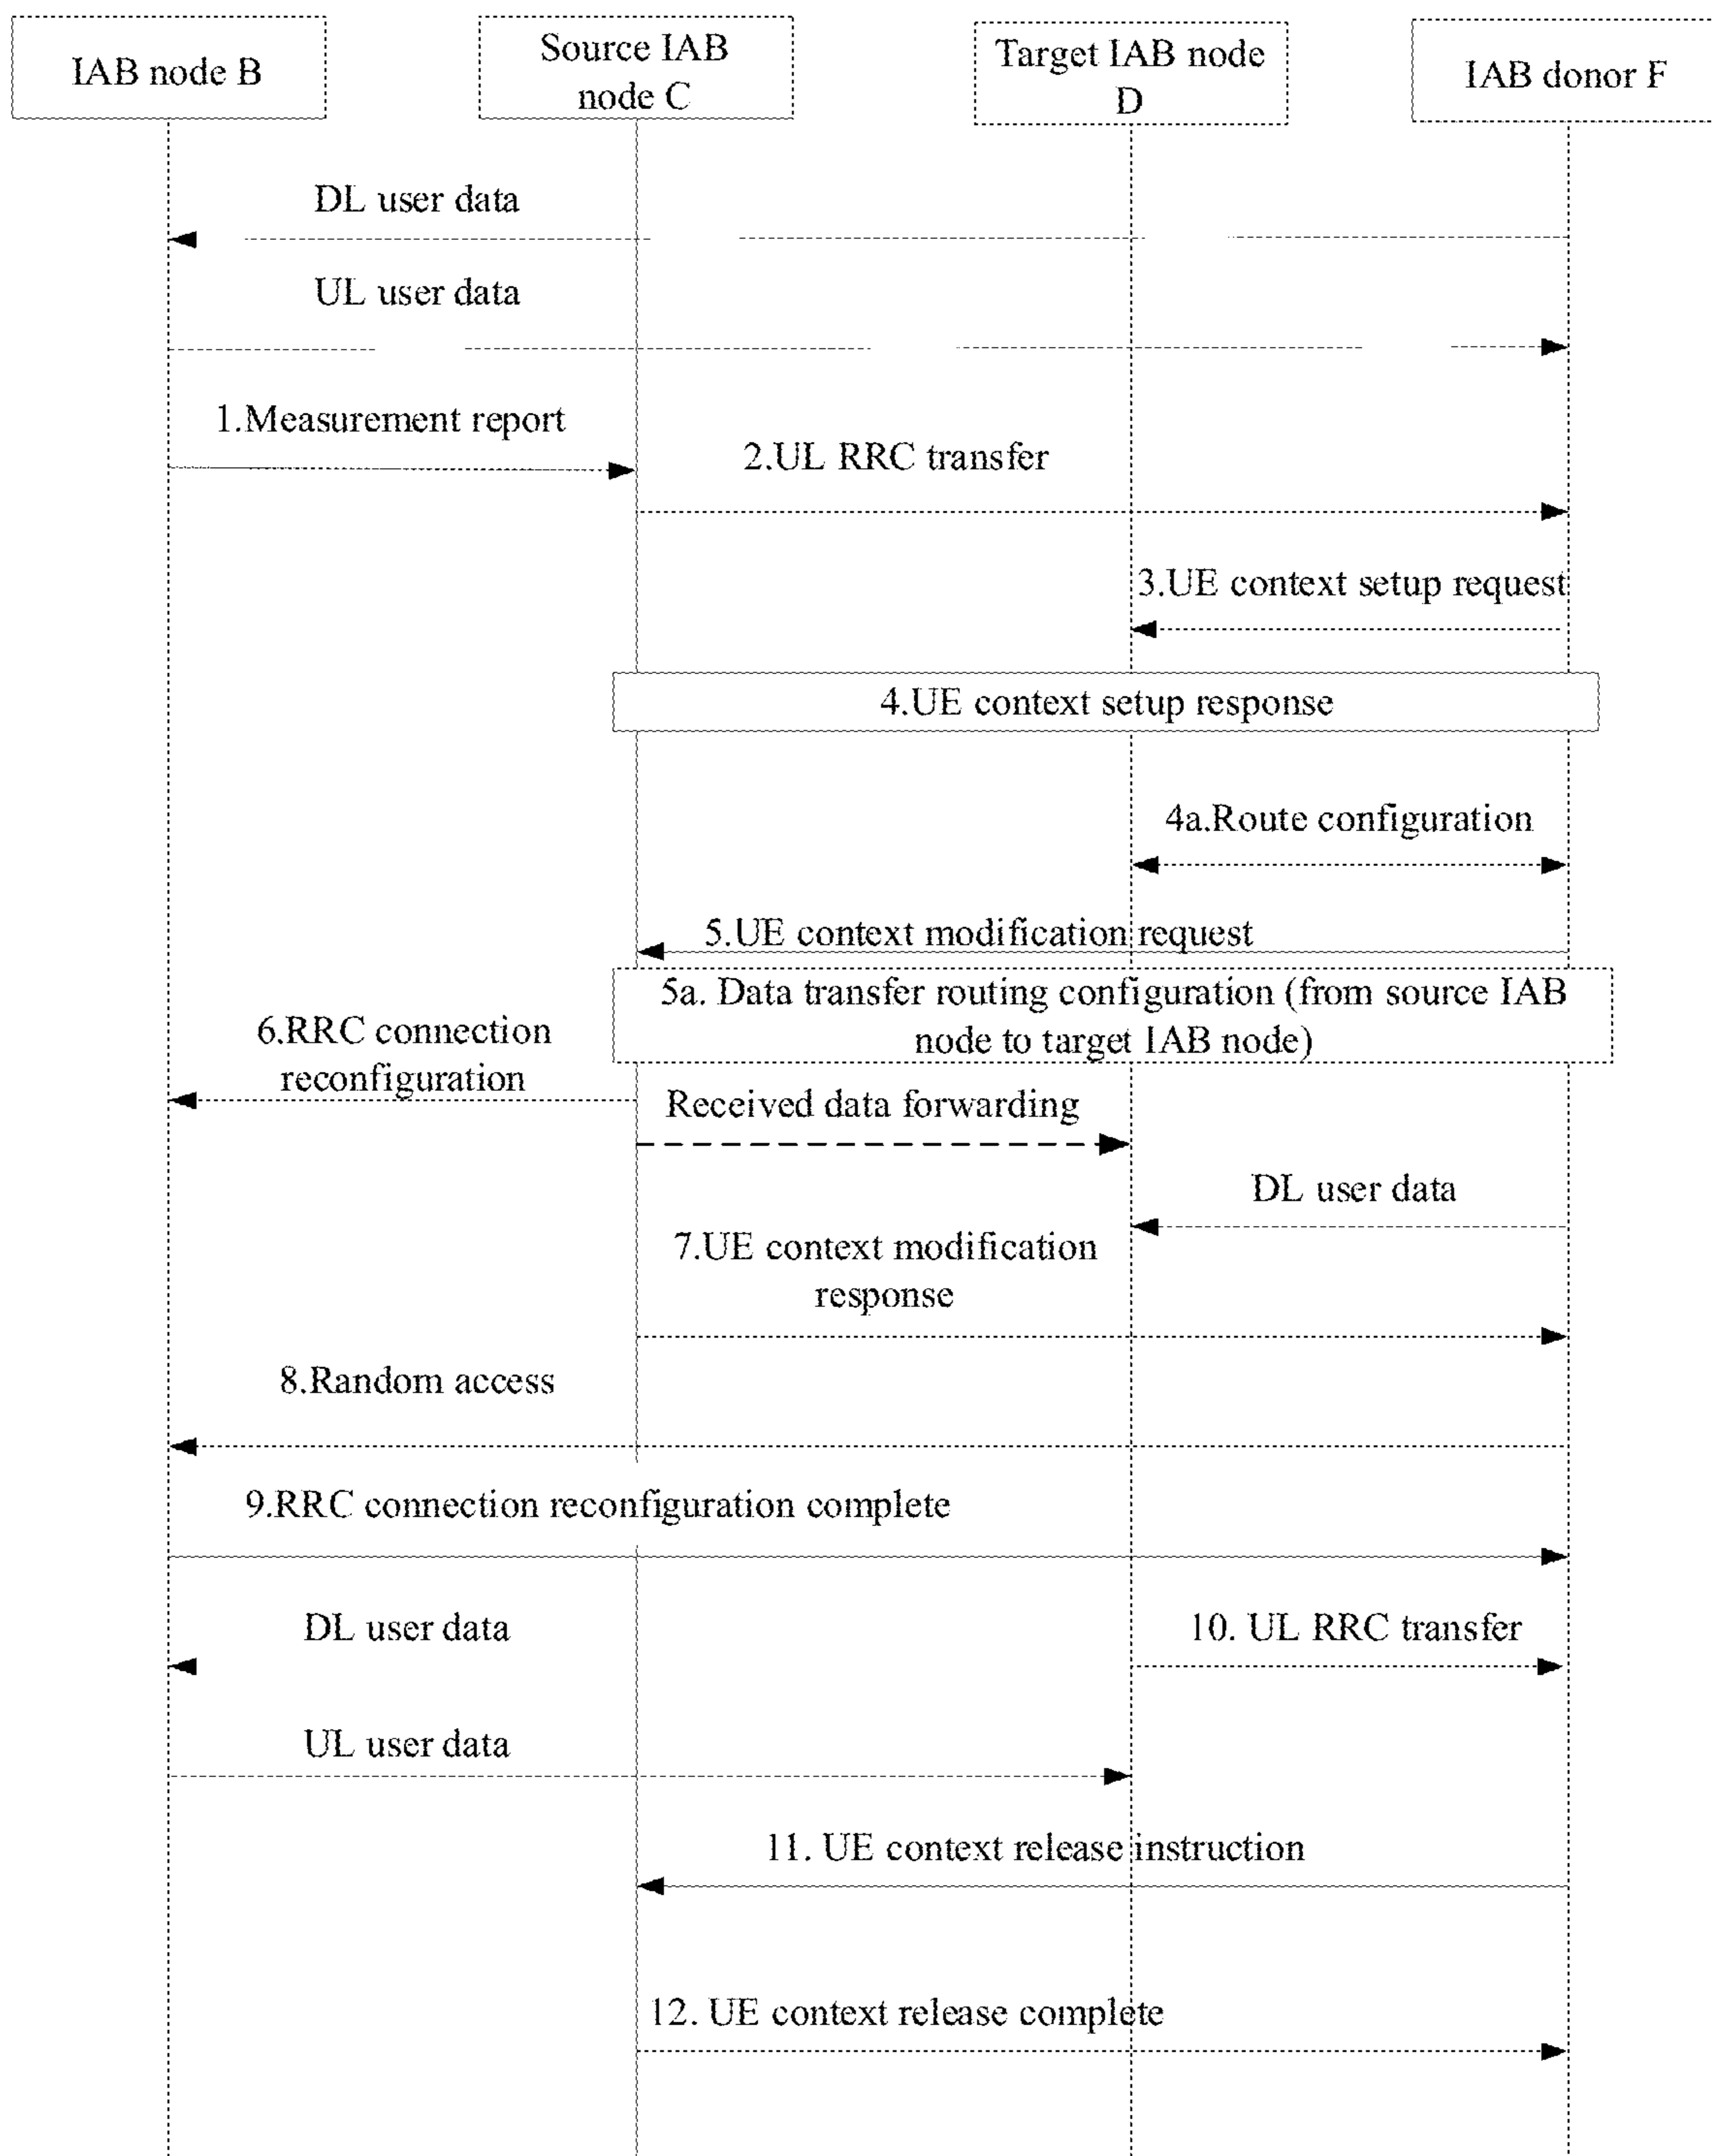 IAB node B
Source IAB
node C
Target IAB node
D
IAB donor F
DL user data
UL user data
1.Measurement report
2.UL RRC transfer
3.UE context setup request
4.UE context setup response
4a.Route configuration
5.UE context modification request
5a. Data transfer routing configuration (from source IAB
node to target IAB node)
6.RRC connection
reconfiguration
Received data forwarding
DL user data
7.UE context modification
response
8.Random access
9.RRC connection reconfiguration complete
DL user data
10. UL RRC transfer
UL user data
11. UE context release instruction
12. UE context release complete